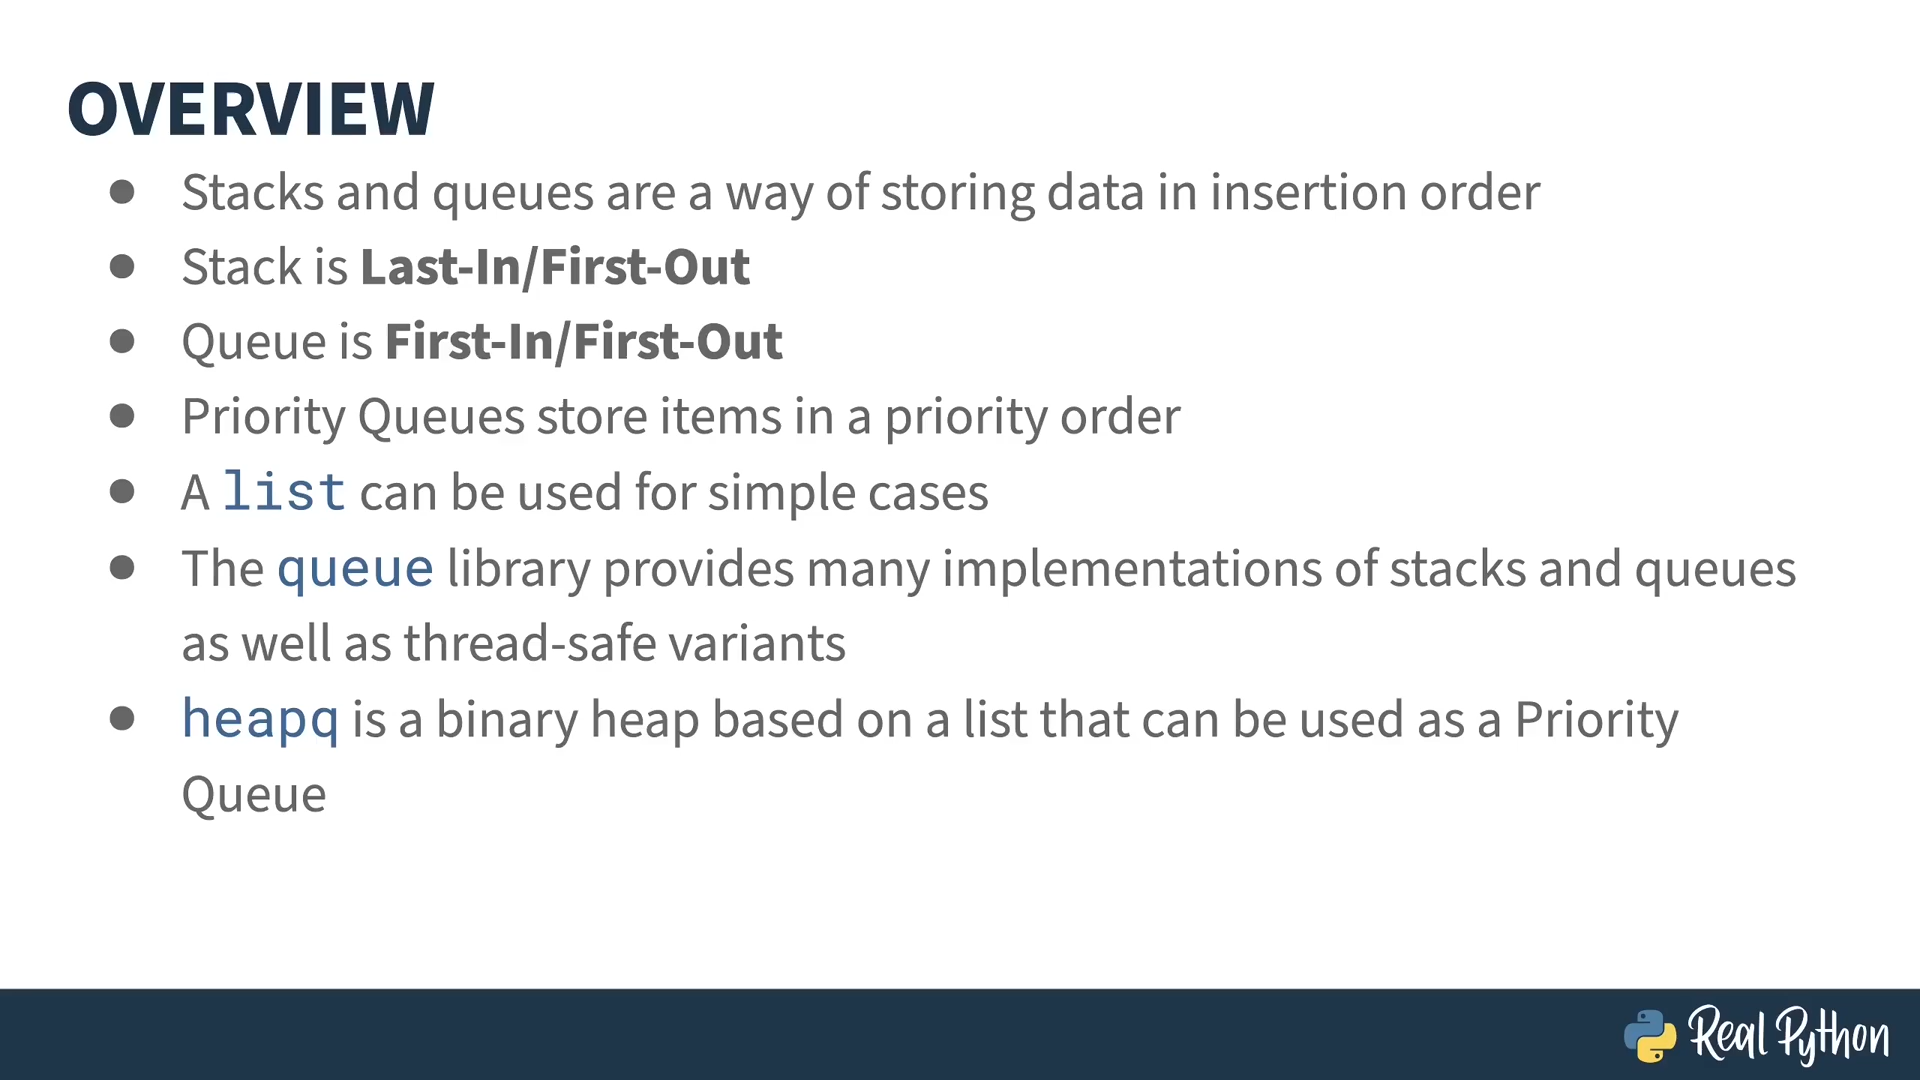 OVERVIEW
● Stacks and queues are a way of storing data in insertion order
● Stack is Last-In/First-Out
● Queue is First-In/First-Out
● Priority Queues store items in a priority order
● A list can be used for simple cases
● The queue library provides many implementations of stacks and queues
as well as thread-safe variants
● heapq is a binary heap based on a list that can be used as a Priority
Queue
Real Python